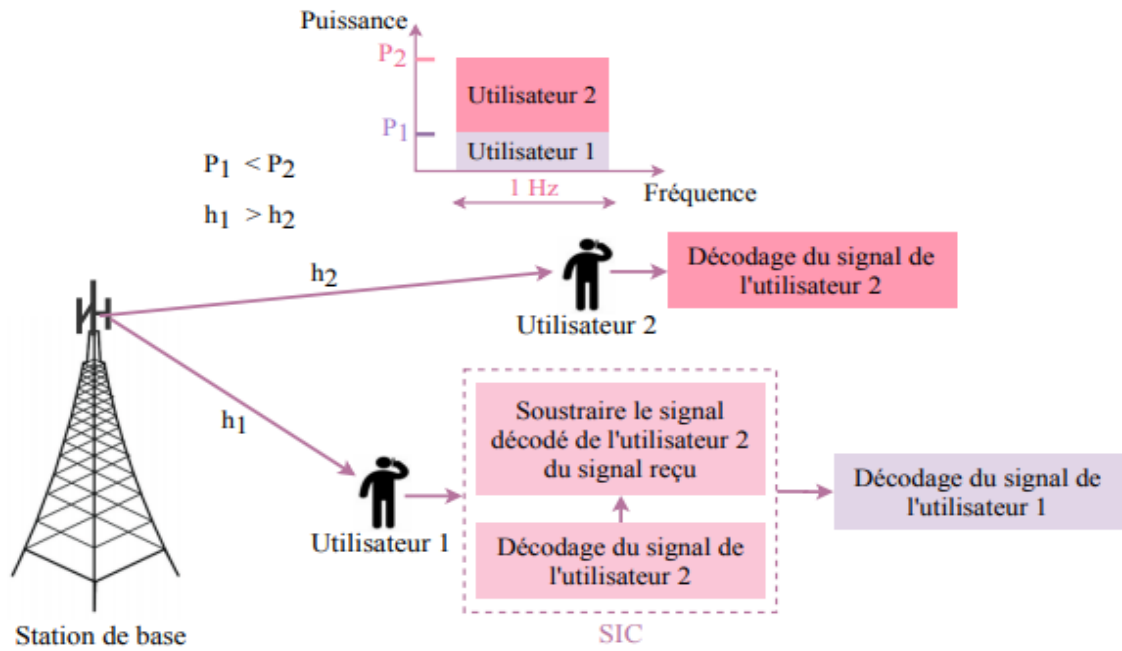 Puissance
P2
Utilisateur 2
P1
Utilisateur 1
1 Hz
Fréquence
P1 < P2
h1 > h2
h2
Utilisateur 2
Décodage du signal de
l'utilisateur 2
h1
Utilisateur 1
Soustraire le signal
décodé de l'utilisateur 2
du signal reçu
Décodage du signal de
l'utilisateur 2
SIC
Décodage du signal de
l'utilisateur 1
Station de base